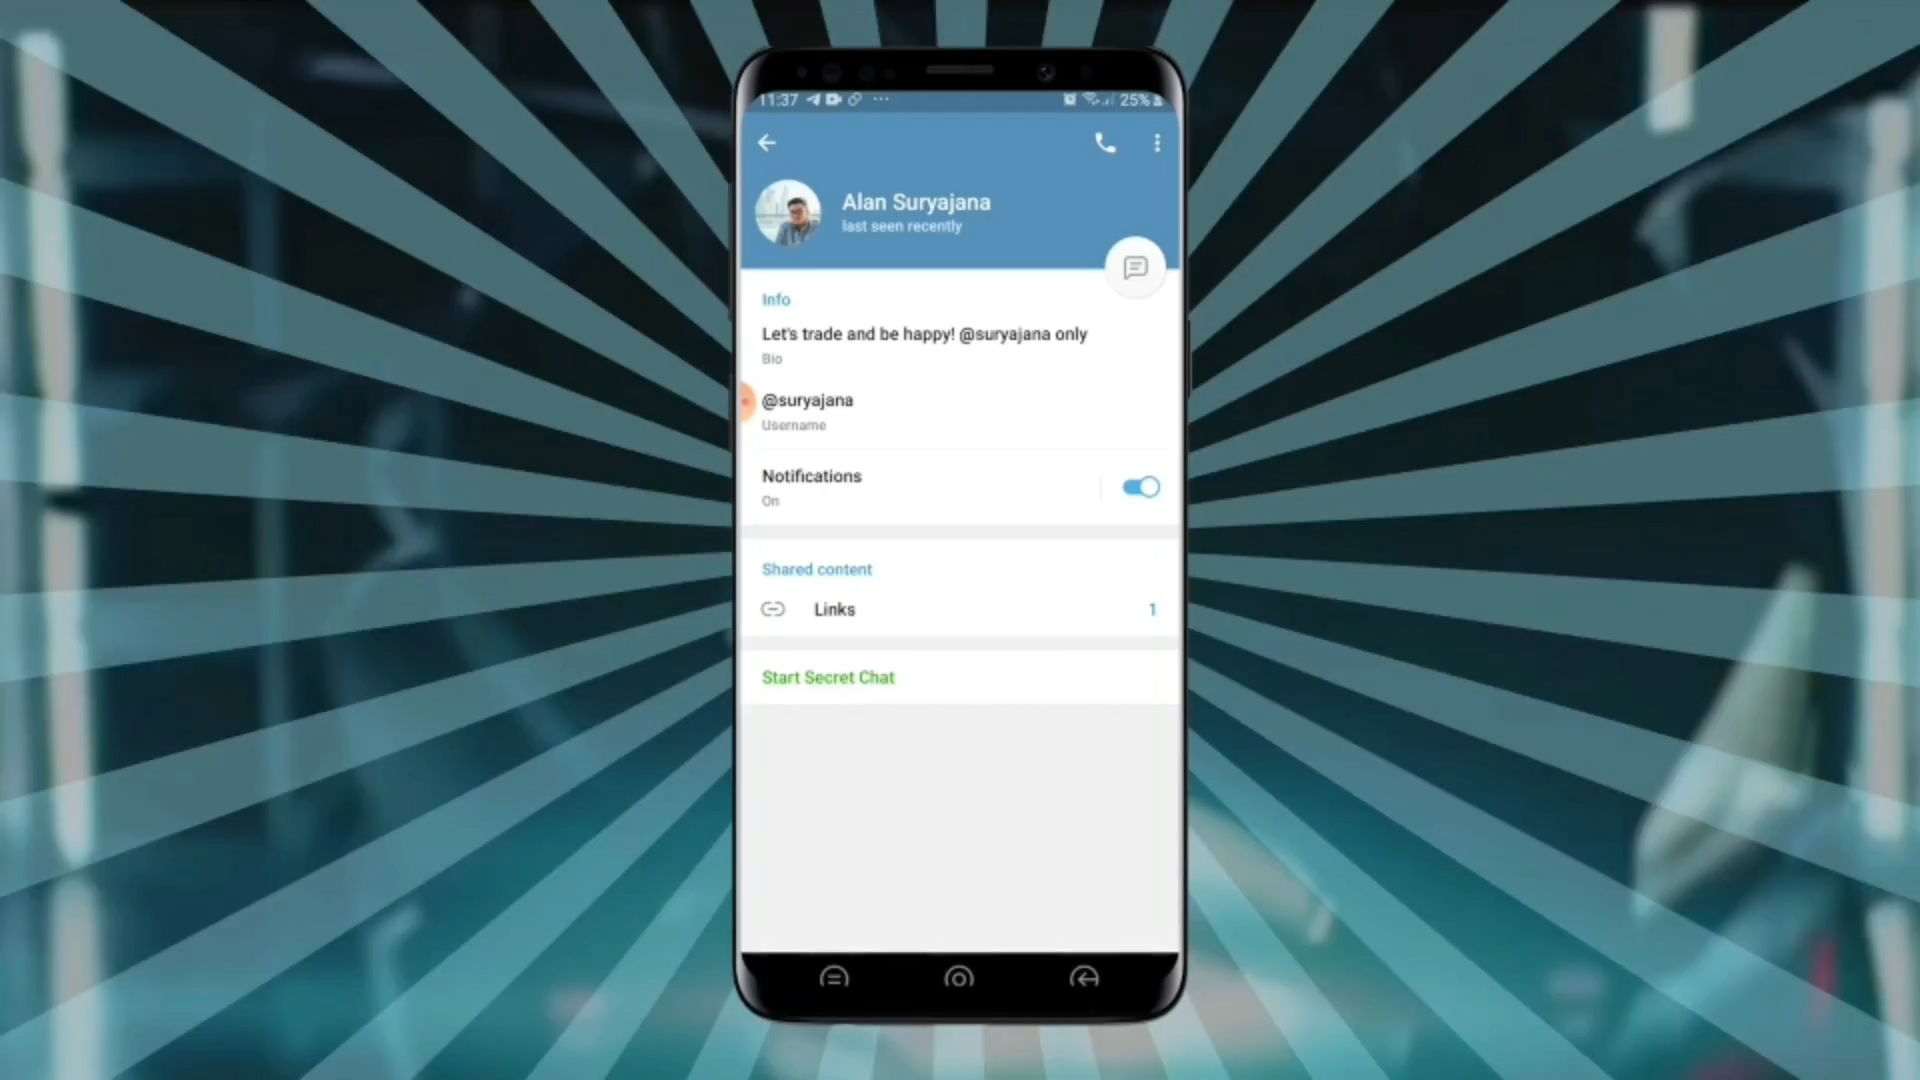 11:37 ... 25%
Alan Suryajana
last seen recently
Info
Let's trade and be happy! @suryajana only
Bio
@suryajana
Username
Notifications
On
Shared content
Links 1
Start Secret Chat